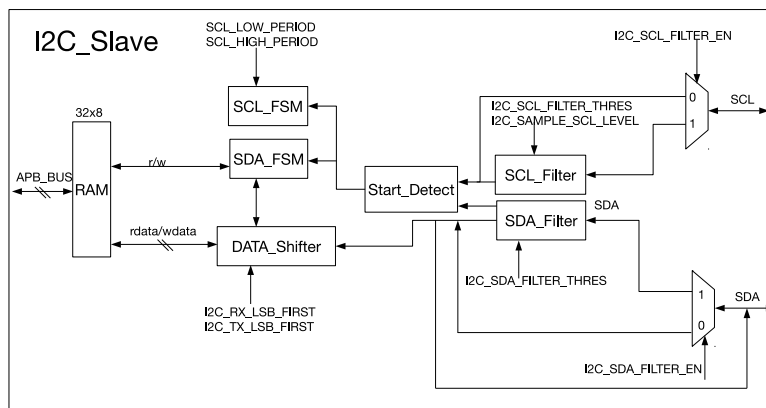 I2C_Slave
SCL_LOW_PERIOD
SCL_HIGH_PERIOD
I2C_SCL_FILTER_EN
32x8
SCL_FSM
I2C_SCL_FILTER_THRES
I2C_SAMPLE_SCL_LEVEL
0
1
SCL
APB_BUS
RAM
r/w
SDA_FSM
Start_Detect
SCL_Filter
SDA
rdata/wdata
DATA_Shifter
SDA_Filter
I2C_SDA_FILTER_THRES
I2C_RX_LSB_FIRST
I2C_TX_LSB_FIRST
1
0
SDA
I2C_SDA_FILTER_EN